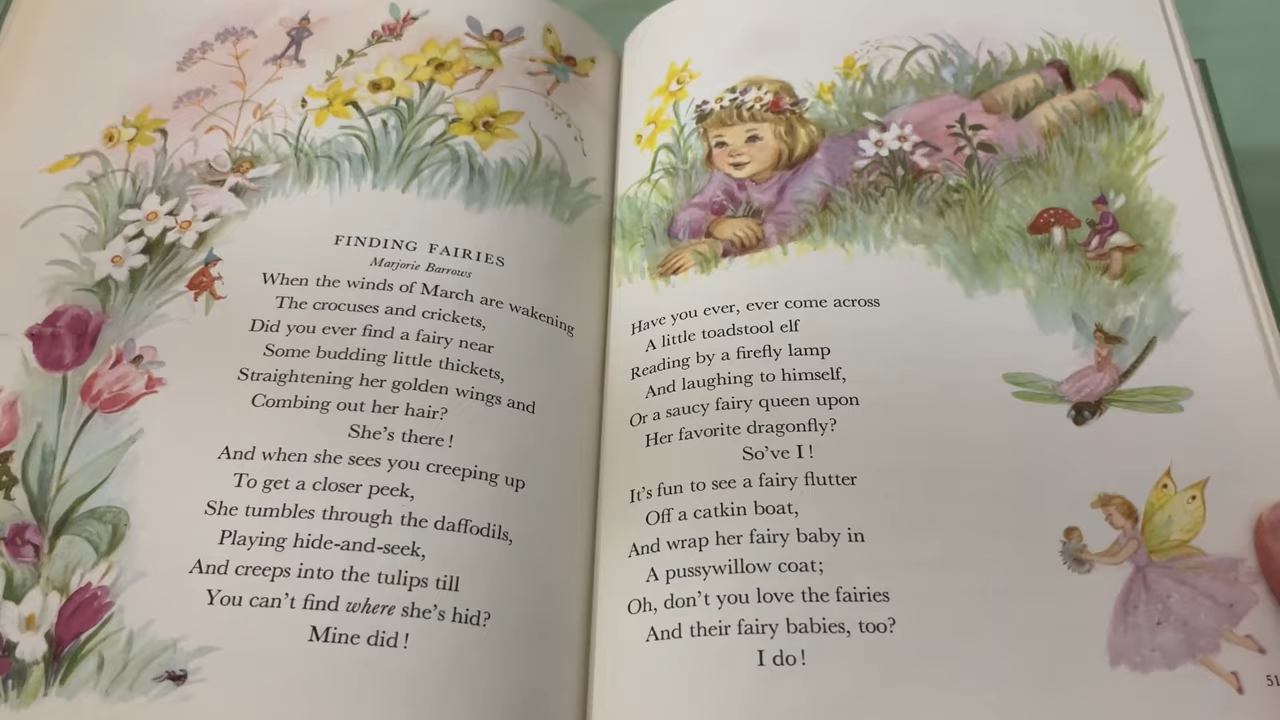 FINDING FAIRIES
Marjorie Barrows
When the winds of March are wakening
The crocuses and crickets,
Did you ever find a fairy near
Some budding little thickets,
Straightening her golden wings and
Combing out her hair?
She's there!
And when she sees you creeping up
To get a closer peek,
She tumbles through the daffodils,
Playing hide-and-seek,
And creeps into the tulips till
You can't find where she's hid?
Mine did!
Have you ever, ever come across
A little toadstool elf
Reading by a firefly lamp
And laughing to himself,
Or a saucy fairy queen upon
Her favorite dragonfly?
So've I!
It's fun to see a fairy flutter
Off a catkin boat,
And wrap her fairy baby in
A pussywillow coat;
Oh, don't you love the fairies
And their fairy babies, too?
I do!
51